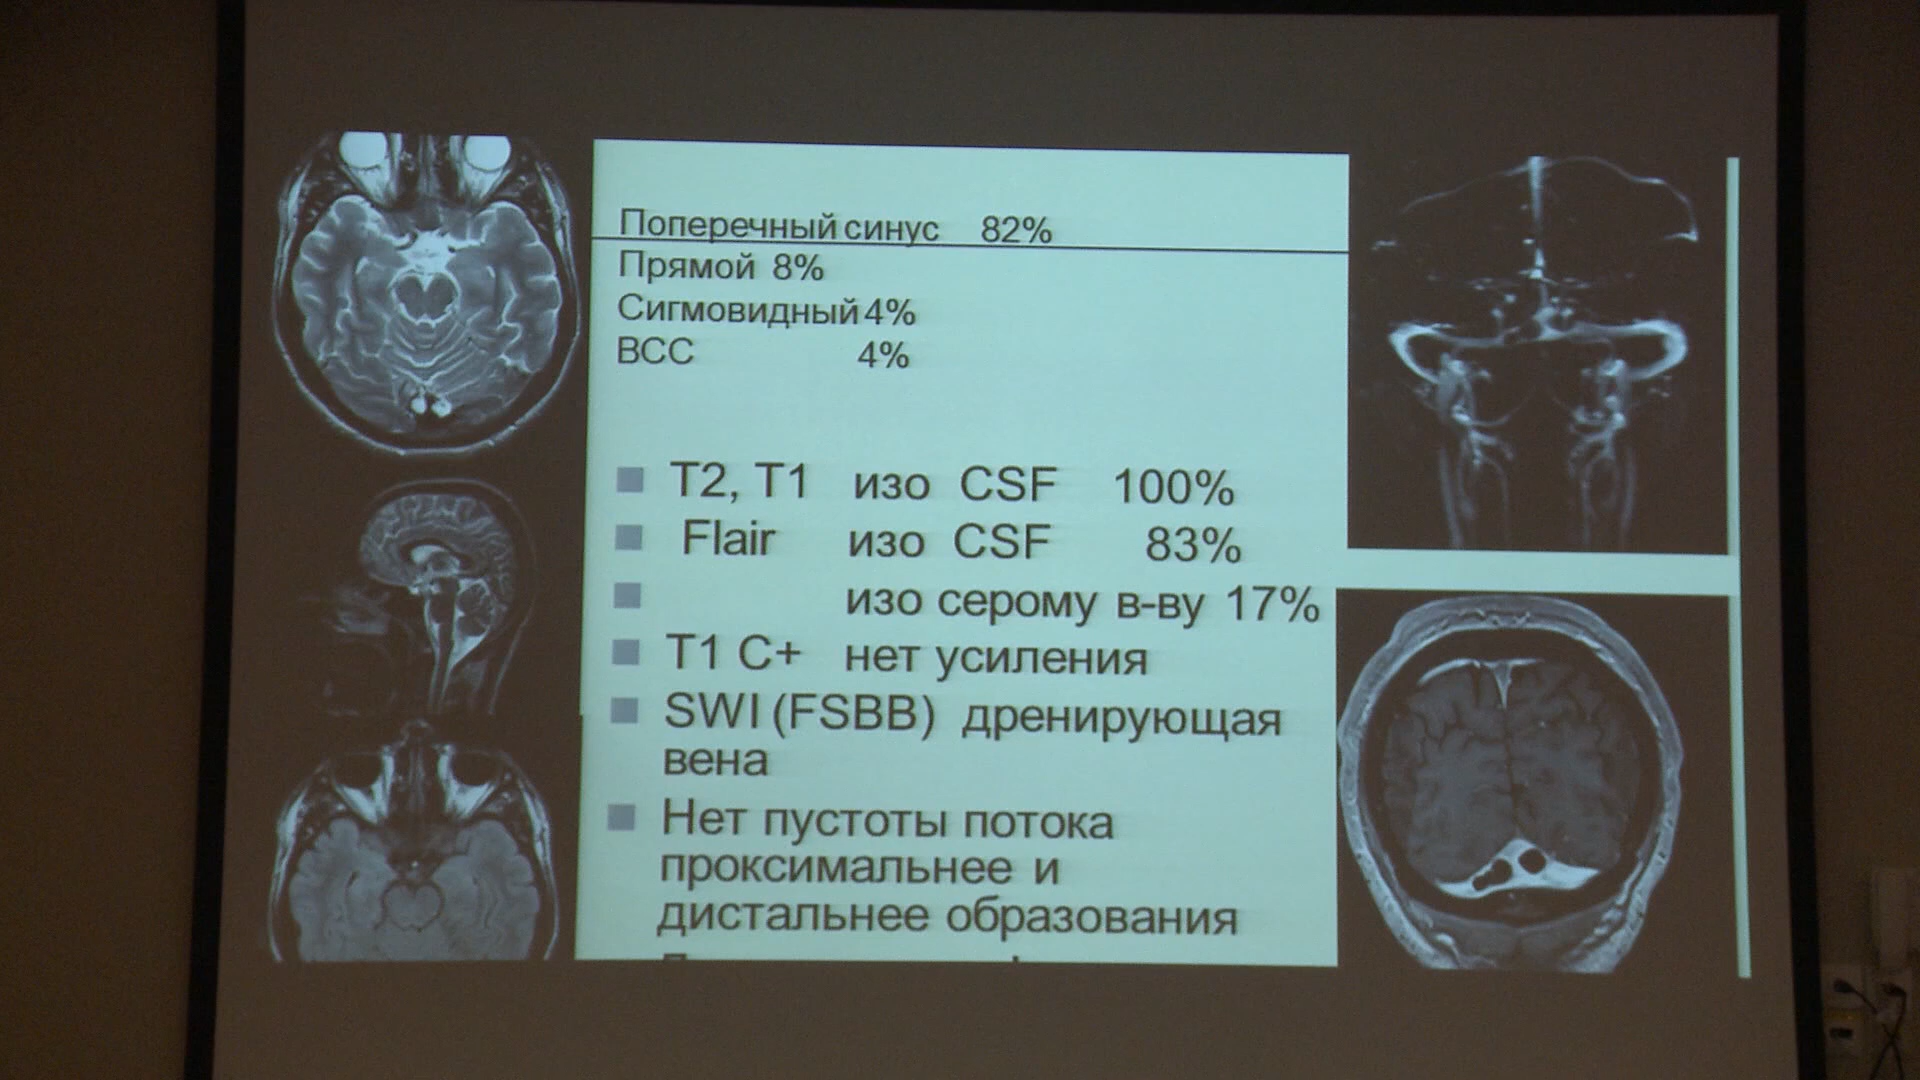 Поперечный синус 82%
Прямой 8%
Сигмовидный 4%
ВСС 4%
T2, T1 изо CSF 100%
Flair изо CSF 83%
изо серому в-ву 17%
T1 C+ нет усиления
SWI (FSBB) дренирующая
вена
Нет пустоты потока
проксимальнее и
дистальнее образования